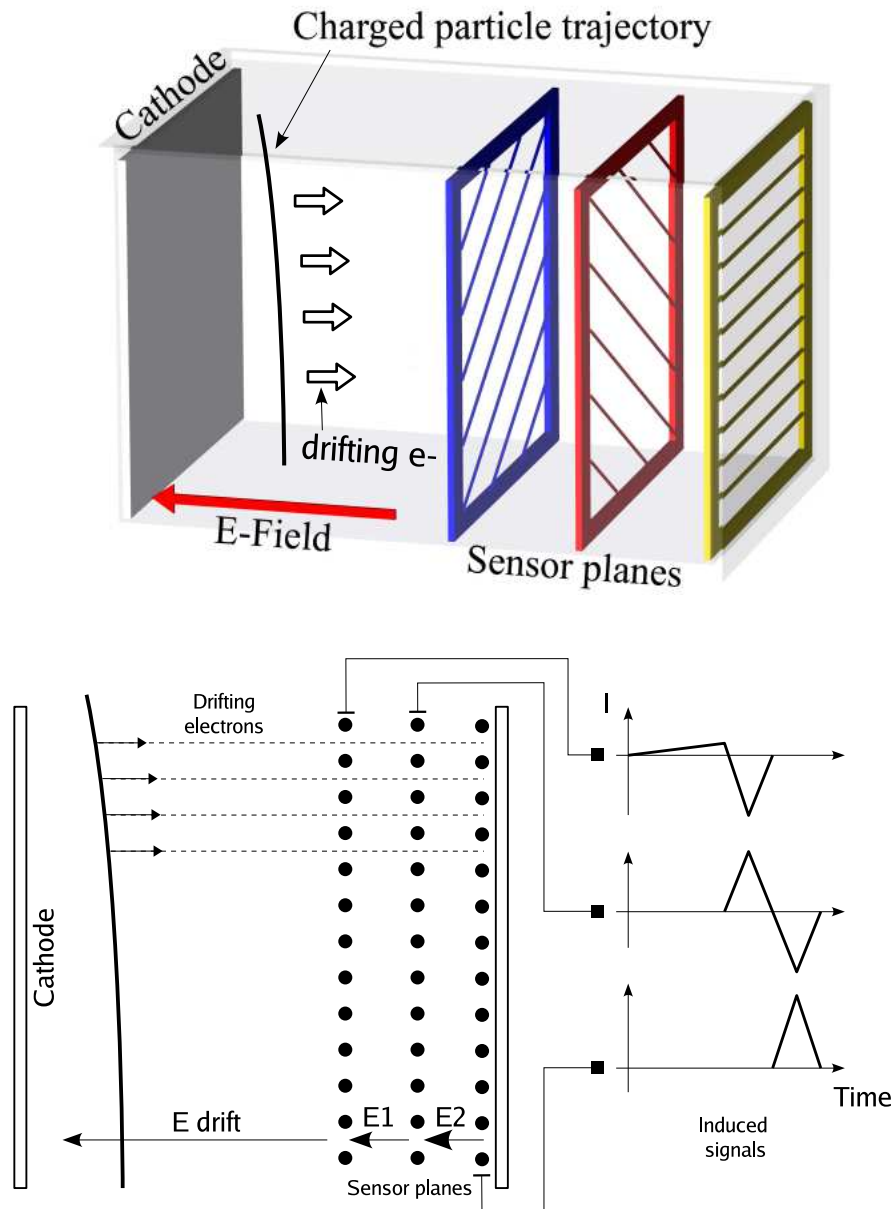 Charged particle trajectory
Cathode
drifting e-
E-Field
Sensor planes
Drifting
electrons
I
Cathode
E drift
E1
E2
Sensor planes
Time
Induced
signals